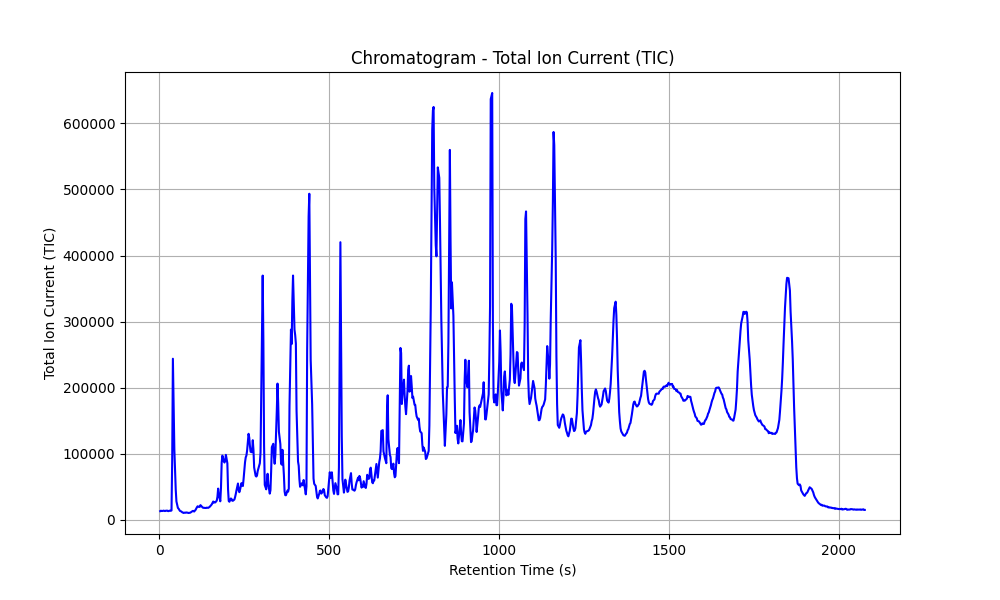 Chromatogram - Total Ion Current (TIC)
Total Ion Current (TIC)
600000
500000
400000
300000
200000
100000
0
0 500 1000 1500 2000
Retention Time (s)